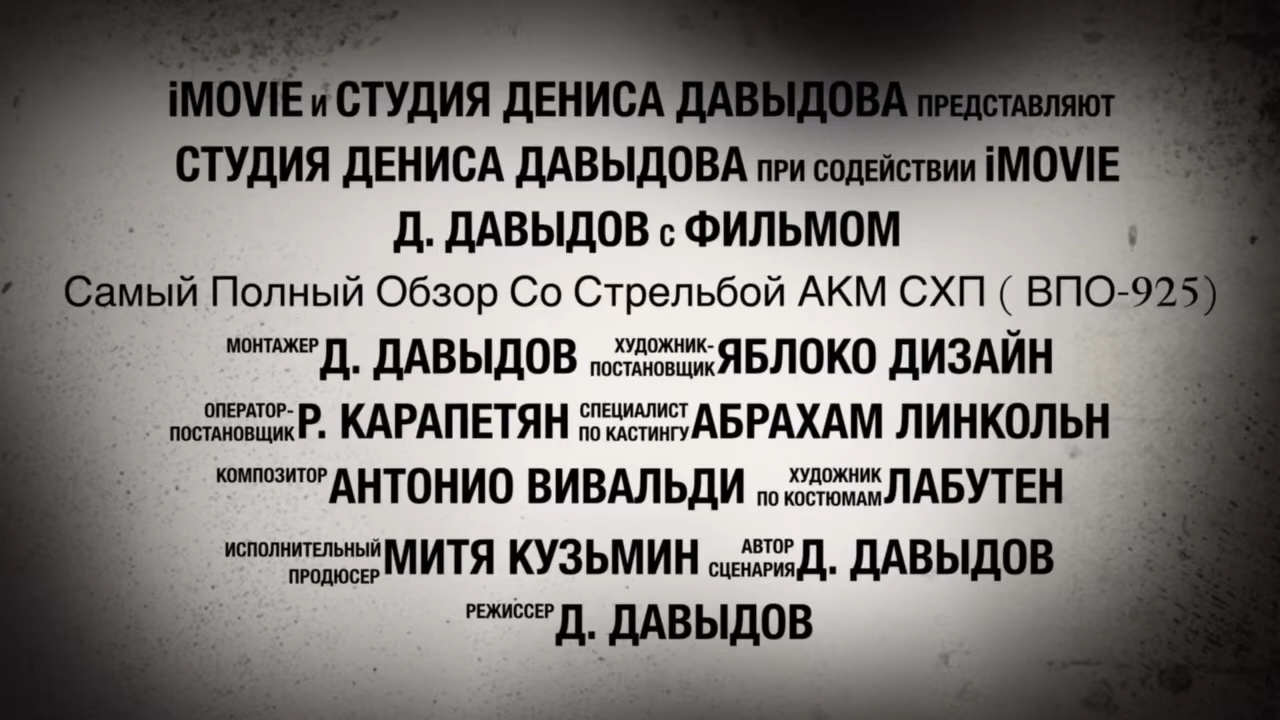 iMOVIE и СТУДИЯ ДЕНИСА ДАВЫДОВА ПРЕДСТАВЛЯЮТ
СТУДИЯ ДЕНИСА ДАВЫДОВА ПРИ СОДЕЙСТВИИ iMOVIE
Д. ДАВЫДОВ с ФИЛЬМОМ
Самый Полный Обзор Со Стрельбой АКМ СХП ( ВПО-925)
МОНТАЖЕР Д. ДАВЫДОВ ХУДОЖНИК-ПОСТАНОВЩИК ЯБЛОКО ДИЗАЙН
ОПЕРАТОР-ПОСТАНОВЩИК Р. КАРАПЕТЯН СПЕЦИАЛИСТ ПО КАСТИНГУ АБРАХАМ ЛИНКОЛЬН
КОМПОЗИТОР АНТОНИО ВИВАЛЬДИ ХУДОЖНИК ПО КОСТЮМАМ ЛАБУТЕН
ИСПОЛНИТЕЛЬНЫЙ ПРОДЮСЕР МИТЯ КУЗЬМИН АВТОР СЦЕНАРИЯ Д. ДАВЫДОВ
РЕЖИССЕР Д. ДАВЫДОВ